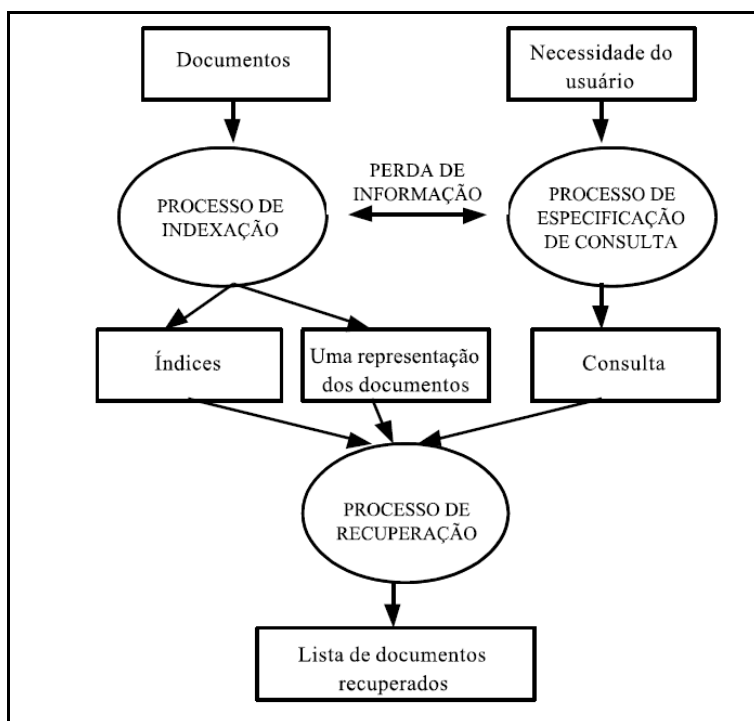 Documentos
Necessidade do
usuário
PERDA DE
INFORMAÇÃO
PROCESSO DE
INDEXAÇÃO
PROCESSO DE
ESPECIFICAÇÃO
DE CONSULTA
Índices
Uma representação
dos documentos
Consulta
PROCESSO DE
RECUPERAÇÃO
Lista de documentos
recuperados